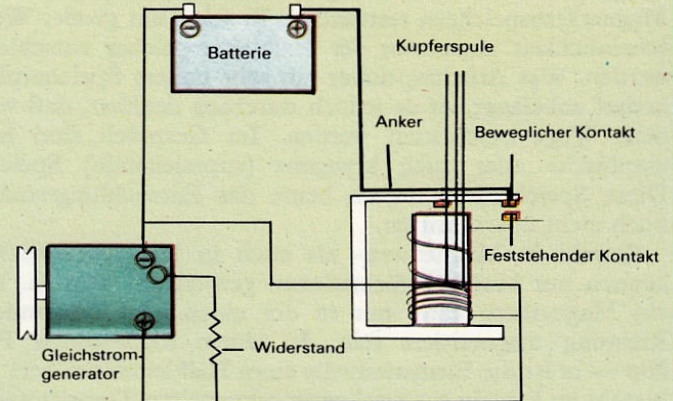 Batterie
Kupferspule
Anker
Beweglicher Kontakt
Feststehender Kontakt
Widerstand
Gleichstrom-
generator